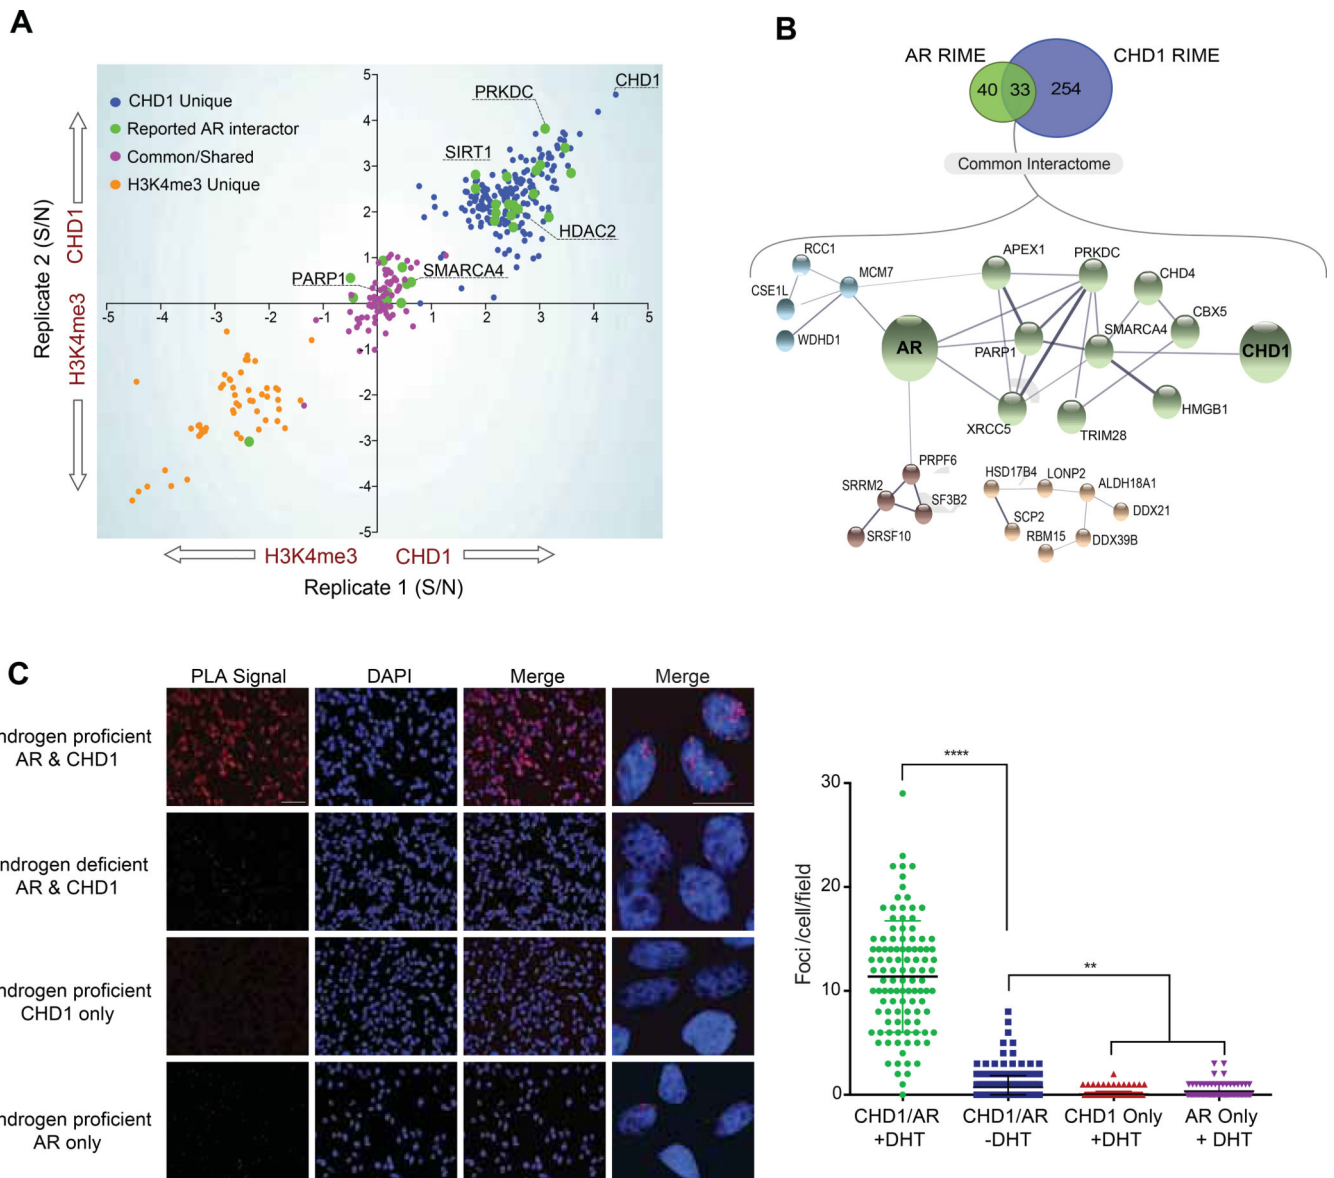 A
CHD1 Unique
Reported AR interactor
Common/Shared
H3K4me3 Unique
CHD1
PRKDC
SIRT1
HDAC2
PARP1
SMARCA4
5
4
3
2
1
-1
-2
-3
-4
-5
-5
-4
-3
-2
-1
1
2
3
4
5
Replicate 2 (S/N)
H3K4me3
CHD1
H3K4me3
CHD1
Replicate 1 (S/N)
B
AR RIME
CHD1 RIME
40
33
254
Common Interactome
RCC1
MCM7
CSE1L
WDHD1
APEX1
PRKDC
CHD4
CBX5
AR
PARP1
SMARCA4
CHD1
XRCC5
TRIM28
HMGB1
PRPF6
SRRM2
SF3B2
SRSF10
HSD17B4
LONP2
ALDH18A1
DDX21
SCP2
RBM15
DDX39B
C
PLA Signal
DAPI
Merge
Merge
ndrogen proficient
AR & CHD1
ndrogen deficient
AR & CHD1
ndrogen proficient
CHD1 only
ndrogen proficient
AR only
Foci /cell/field
30
20
10
0
****
**
CHD1/AR
+DHT
CHD1/AR
-DHT
CHD1 Only
+DHT
AR Only
+ DHT